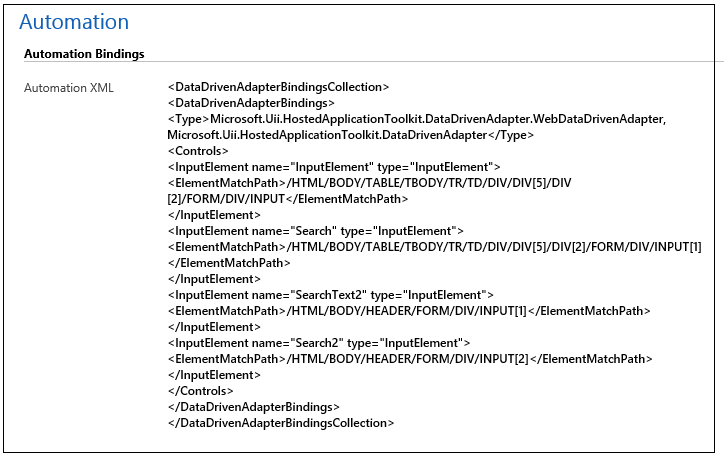 Automation
Automation Bindings
Automation XML
<DataDrivenAdapterBindingsCollection>
<DataDrivenAdapterBindings>
<Type>Microsoft.Uii.HostedApplicationToolkit.DataDrivenAdapter.WebDataDrivenAdapter,
Microsoft.Uii.HostedApplicationToolkit.DataDrivenAdapter</Type>
<Controls>
<InputElement name="InputElement" type="InputElement">
<ElementMatchPath>/HTML/BODY/TABLE/TBODY/TR/TD/DIV/DIV[5]/DIV
[2]/FORM/DIV/INPUT</ElementMatchPath>
</InputElement>
<InputElement name="Search" type="InputElement">
<ElementMatchPath>/HTML/BODY/TABLE/TBODY/TR/TD/DIV/DIV[5]/DIV[2]/FORM/DIV/INPUT[1]
</ElementMatchPath>
</InputElement>
<InputElement name="SearchText2" type="InputElement">
<ElementMatchPath>/HTML/BODY/HEADER/FORM/DIV/INPUT[1]</ElementMatchPath>
</InputElement>
<InputElement name="Search2" type="InputElement">
<ElementMatchPath>/HTML/BODY/HEADER/FORM/DIV/INPUT[2]</ElementMatchPath>
</InputElement>
</Controls>
</DataDrivenAdapterBindings>
</DataDrivenAdapterBindingsCollection>